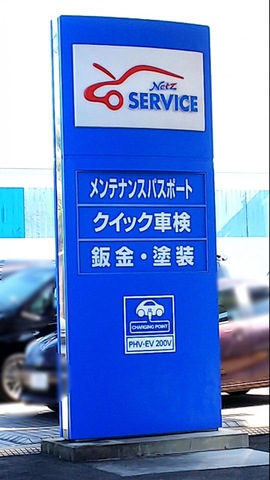 Netz
SERVICE
メンテナンスパスポート
クイック車検
鈑金・塗装
CHARGING POINT
PHV・EV 200V